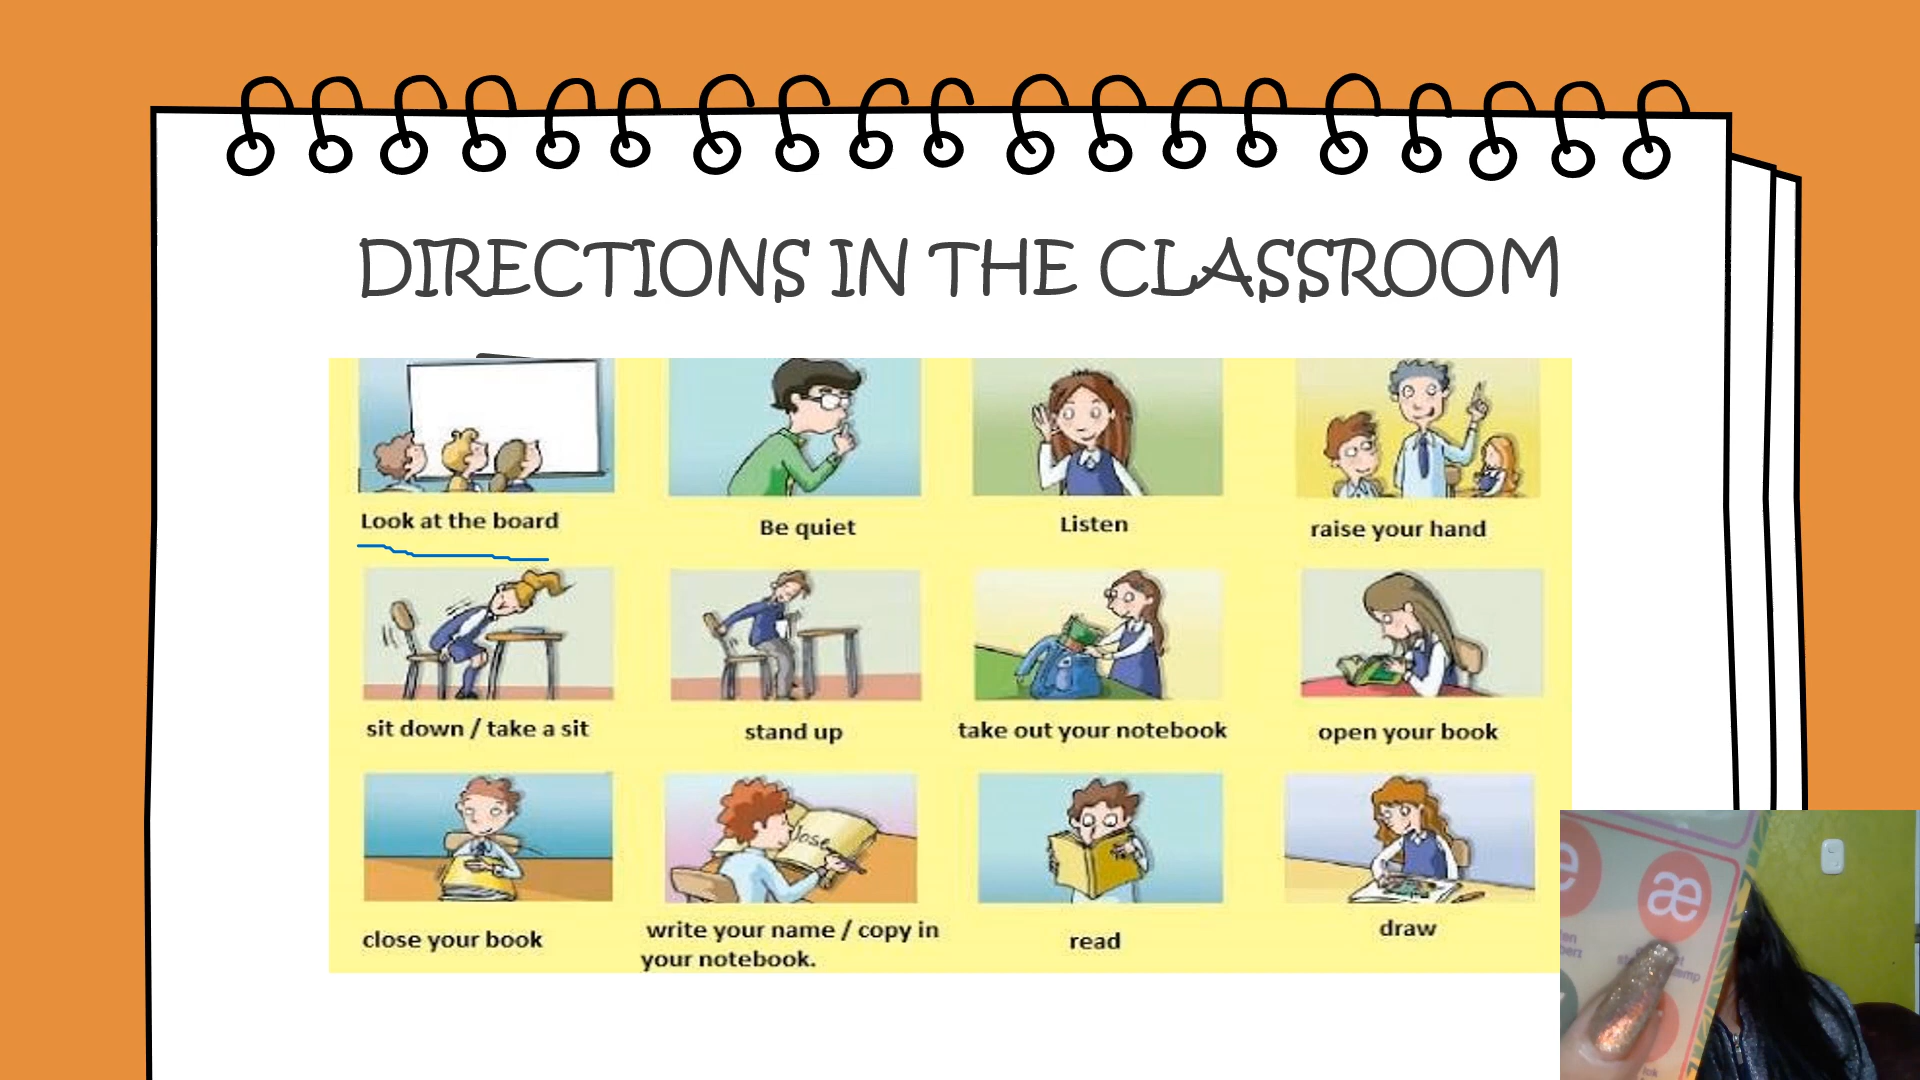 DIRECTIONS IN THE CLASSROOM
Look at the board
Be quiet
Listen
raise your hand
sit down / take a sit
stand up
take out your notebook
open your book
close your book
Jose
write your name / copy in
your notebook.
read
draw
e
æ